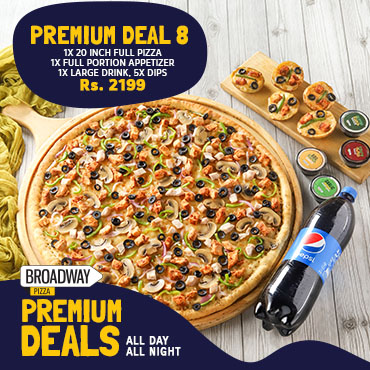 PREMIUM DEAL 8
1X 20 INCH FULL PIZZA
1X FULL PORTION APPETIZER
1X LARGE DRINK, 5X DIPS
Rs. 2199
pepsi
BROADWAY
PIZZA
PREMIUM
DEALS
ALL DAY
ALL NIGHT